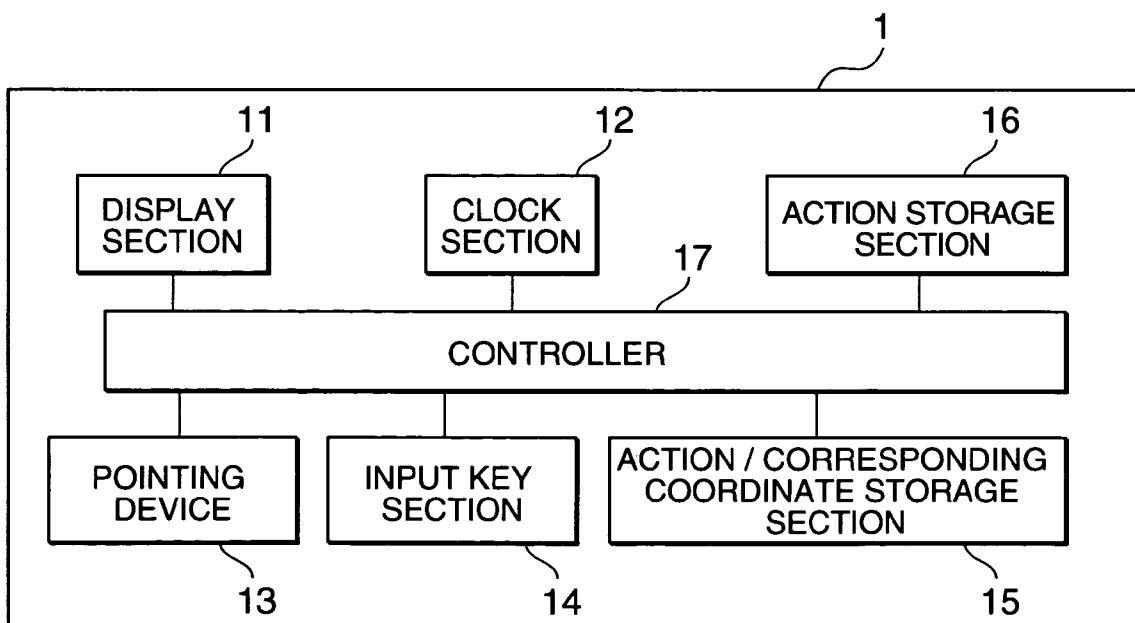 1
11
12
16
DISPLAY
SECTION
CLOCK
SECTION
ACTION STORAGE
SECTION
17
CONTROLLER
POINTING
DEVICE
INPUT KEY
SECTION
ACTION / CORRESPONDING
COORDINATE STORAGE
SECTION
13
14
15